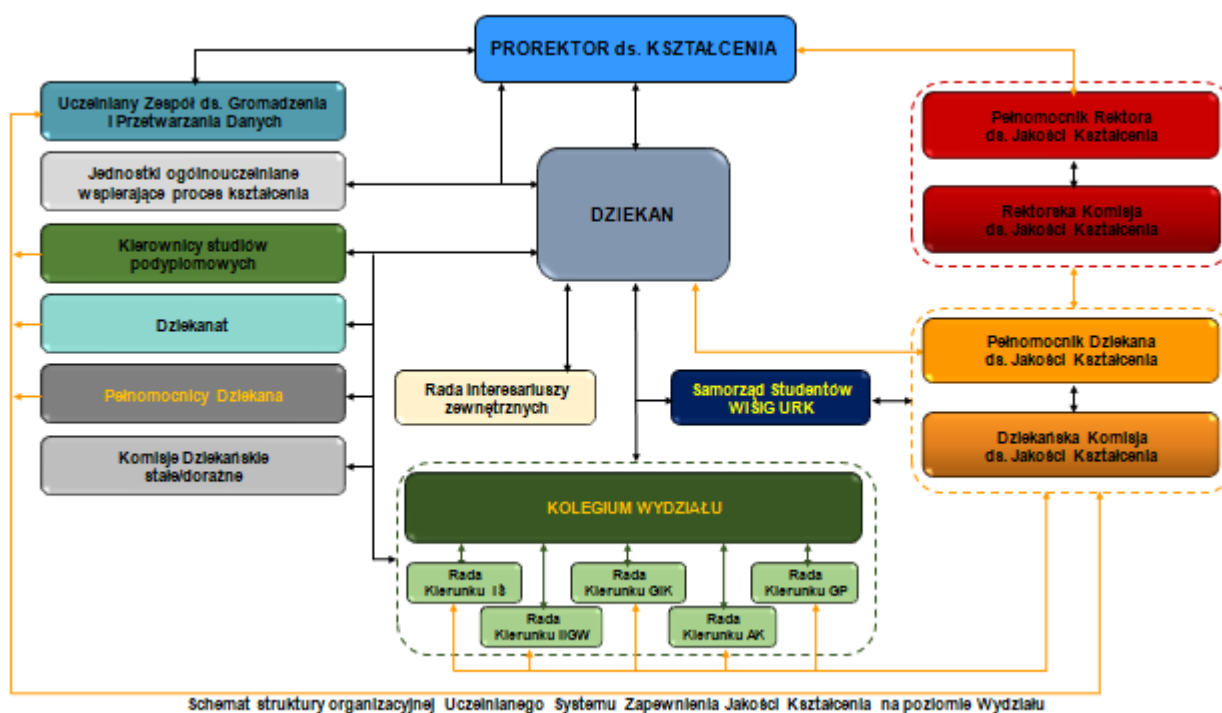 PROREKTOR ds. KSZTAŁCENIA
Uczelniany Zespół ds. Gromadzenia
i Przetwarzania Danych
Jednostki ogólnouczelniane
wspierające proces kształcenia
Kierownicy studiów
podyplomowych
Dziekanat
Pełnomocnicy Dziekana
Komisje Dziekańskie
stałe/doraźne
DZIEKAN
Rada Interesariuszy
zewnętrznych
Samorząd Studentów
WIŚIG URK
Pełnomocnik Rektora
ds. Jakości Kształcenia
Rektorska Komisja
ds. Jakości Kształcenia
Pełnomocnik Dziekana
ds. Jakości Kształcenia
Dziekańska Komisja
ds. Jakości Kształcenia
KOLEGIUM WYDZIAŁU
Rada
Kierunku IŚ
Rada
Kierunku IIGW
Rada
Kierunku GIK
Rada
Kierunku AK
Rada
Kierunku GP
Schemat struktury organizacyjnej Uczelnianego Systemu Zapewnienia Jakości Kształcenia na poziomie Wydziału